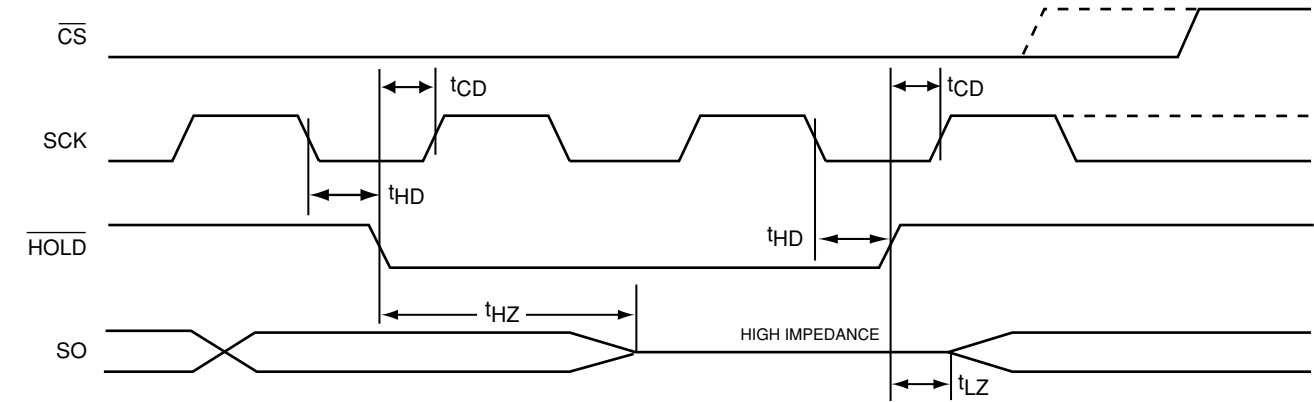 CS
tCD
tCD
SCK
tHD
HOLD
tHD
tHZ
HIGH IMPEDANCE
SO
tLZ